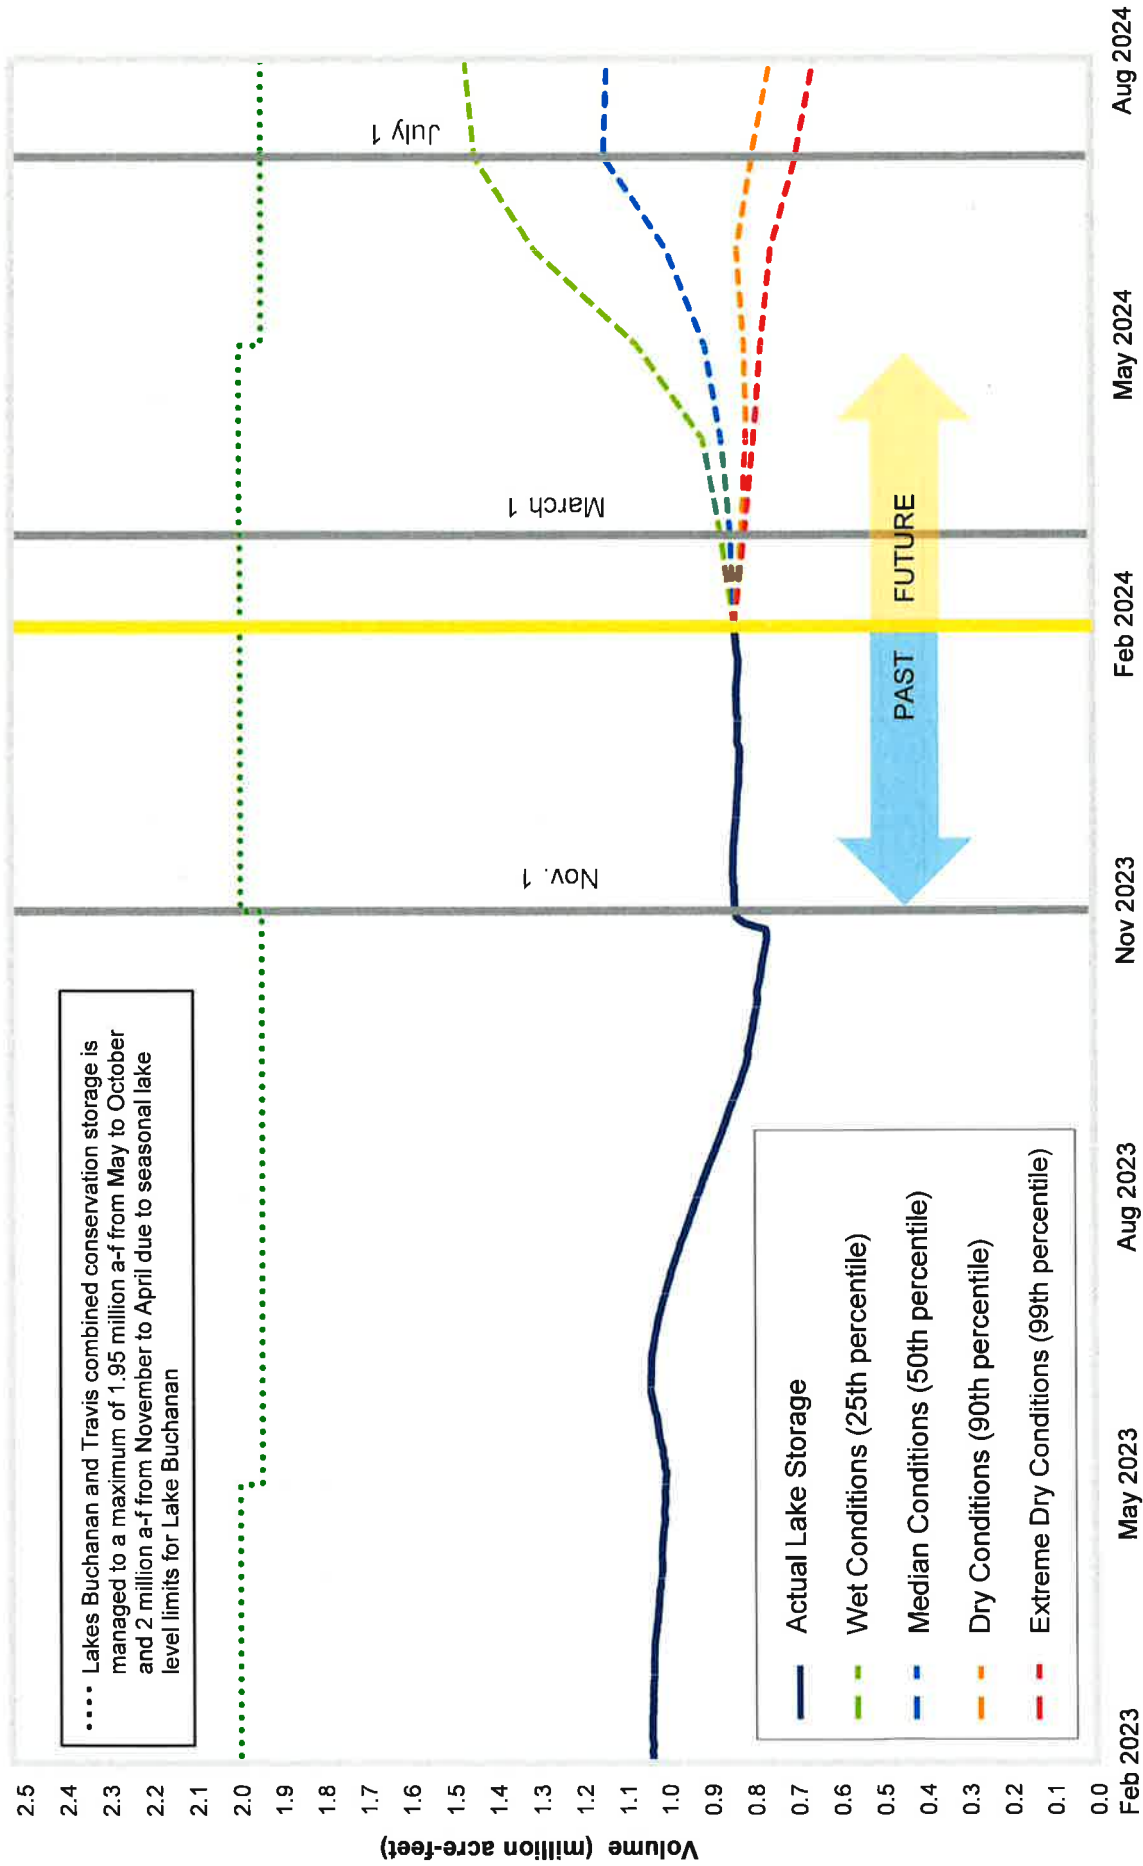 Volume (million acre-feet)
2.5
2.4
2.3
2.2
2.1
2.0
1.9
1.8
1.7
1.6
1.5
1.4
1.3
1.2
1.1
1.0
0.9
0.8
0.7
0.6
0.5
0.4
0.3
0.2
0.1
0.0
Lakes Buchanan and Travis combined conservation storage is
managed to a maximum of 1.95 million a-f from May to October
and 2 million a-f from November to April due to seasonal lake
level limits for Lake Buchanan
Nov. 1
March 1
July 1
PAST
FUTURE
Actual Lake Storage
Wet Conditions (25th percentile)
Median Conditions (50th percentile)
Dry Conditions (90th percentile)
Extreme Dry Conditions (99th percentile)
Feb 2023
May 2023
Aug 2023
Nov 2023
Feb 2024
May 2024
Aug 2024